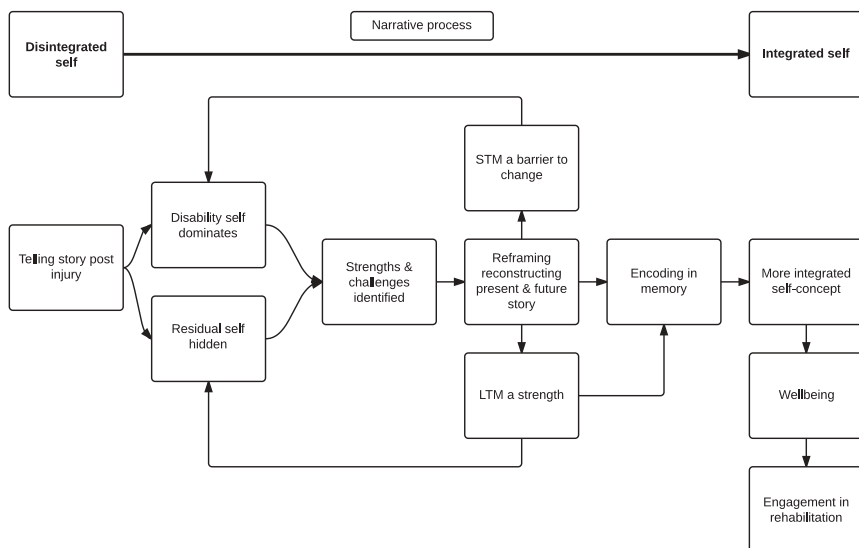 Narrative process
Disintegrated
self
Integrated self
STM a barrier to
change
Disability self
dominates
Telling story post
injury
Strengths &
challenges
identified
Reframing
reconstructing
present & future
story
Encoding in
memory
More integrated
self-concept
Residual self
hidden
LTM a strength
Wellbeing
Engagement in
rehabilitation